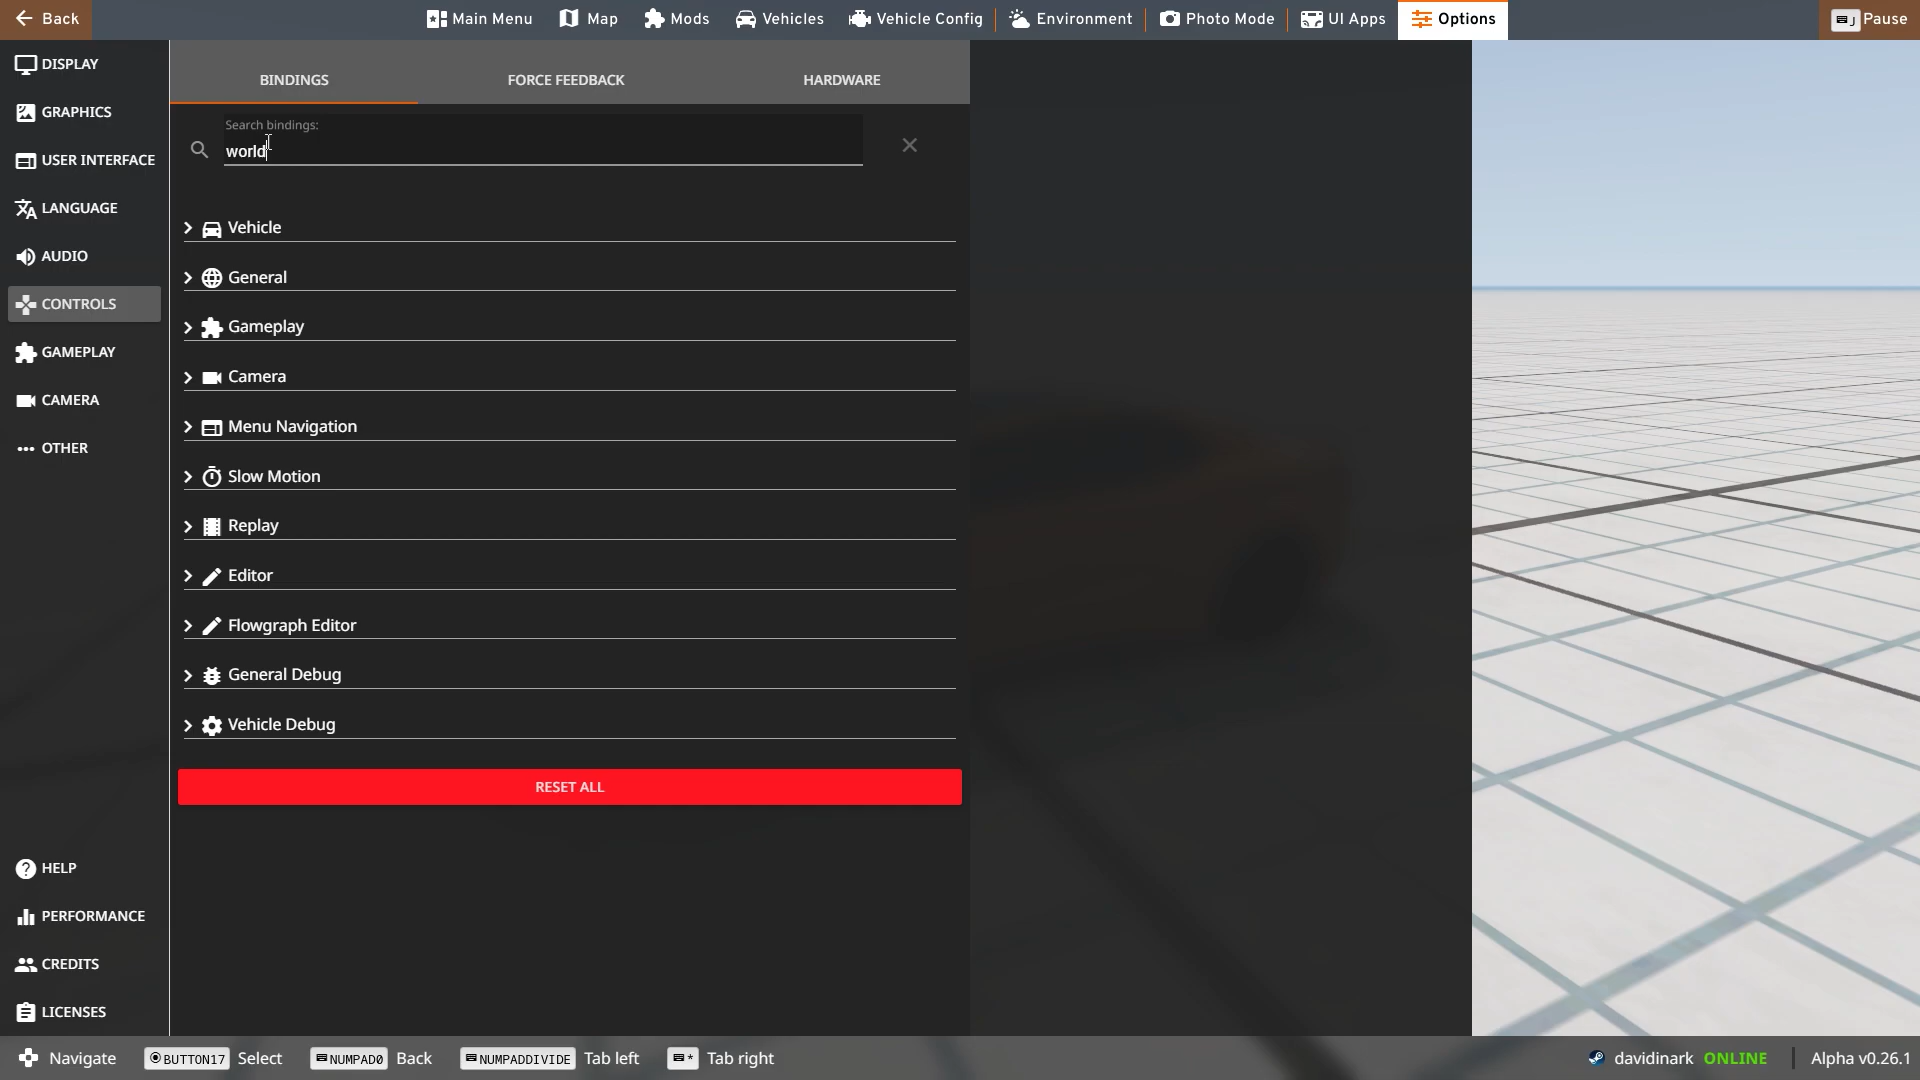 Back
Main Menu
Map
Mods
Vehicles
Vehicle Config
Environment
Photo Mode
UI Apps
Options
J Pause
DISPLAY
GRAPHICS
USER INTERFACE
LANGUAGE
AUDIO
CONTROLS
GAMEPLAY
CAMERA
OTHER
HELP
PERFORMANCE
CREDITS
LICENSES
BINDINGS
FORCE FEEDBACK
HARDWARE
Search bindings:
world
Vehicle
General
Gameplay
Camera
Menu Navigation
Slow Motion
Replay
Editor
Flowgraph Editor
General Debug
Vehicle Debug
RESET ALL
Navigate
BUTTON17 Select
NUMPAD0 Back
NUMPADDIVIDE Tab left
* Tab right
davidinark ONLINE
Alpha v0.26.1